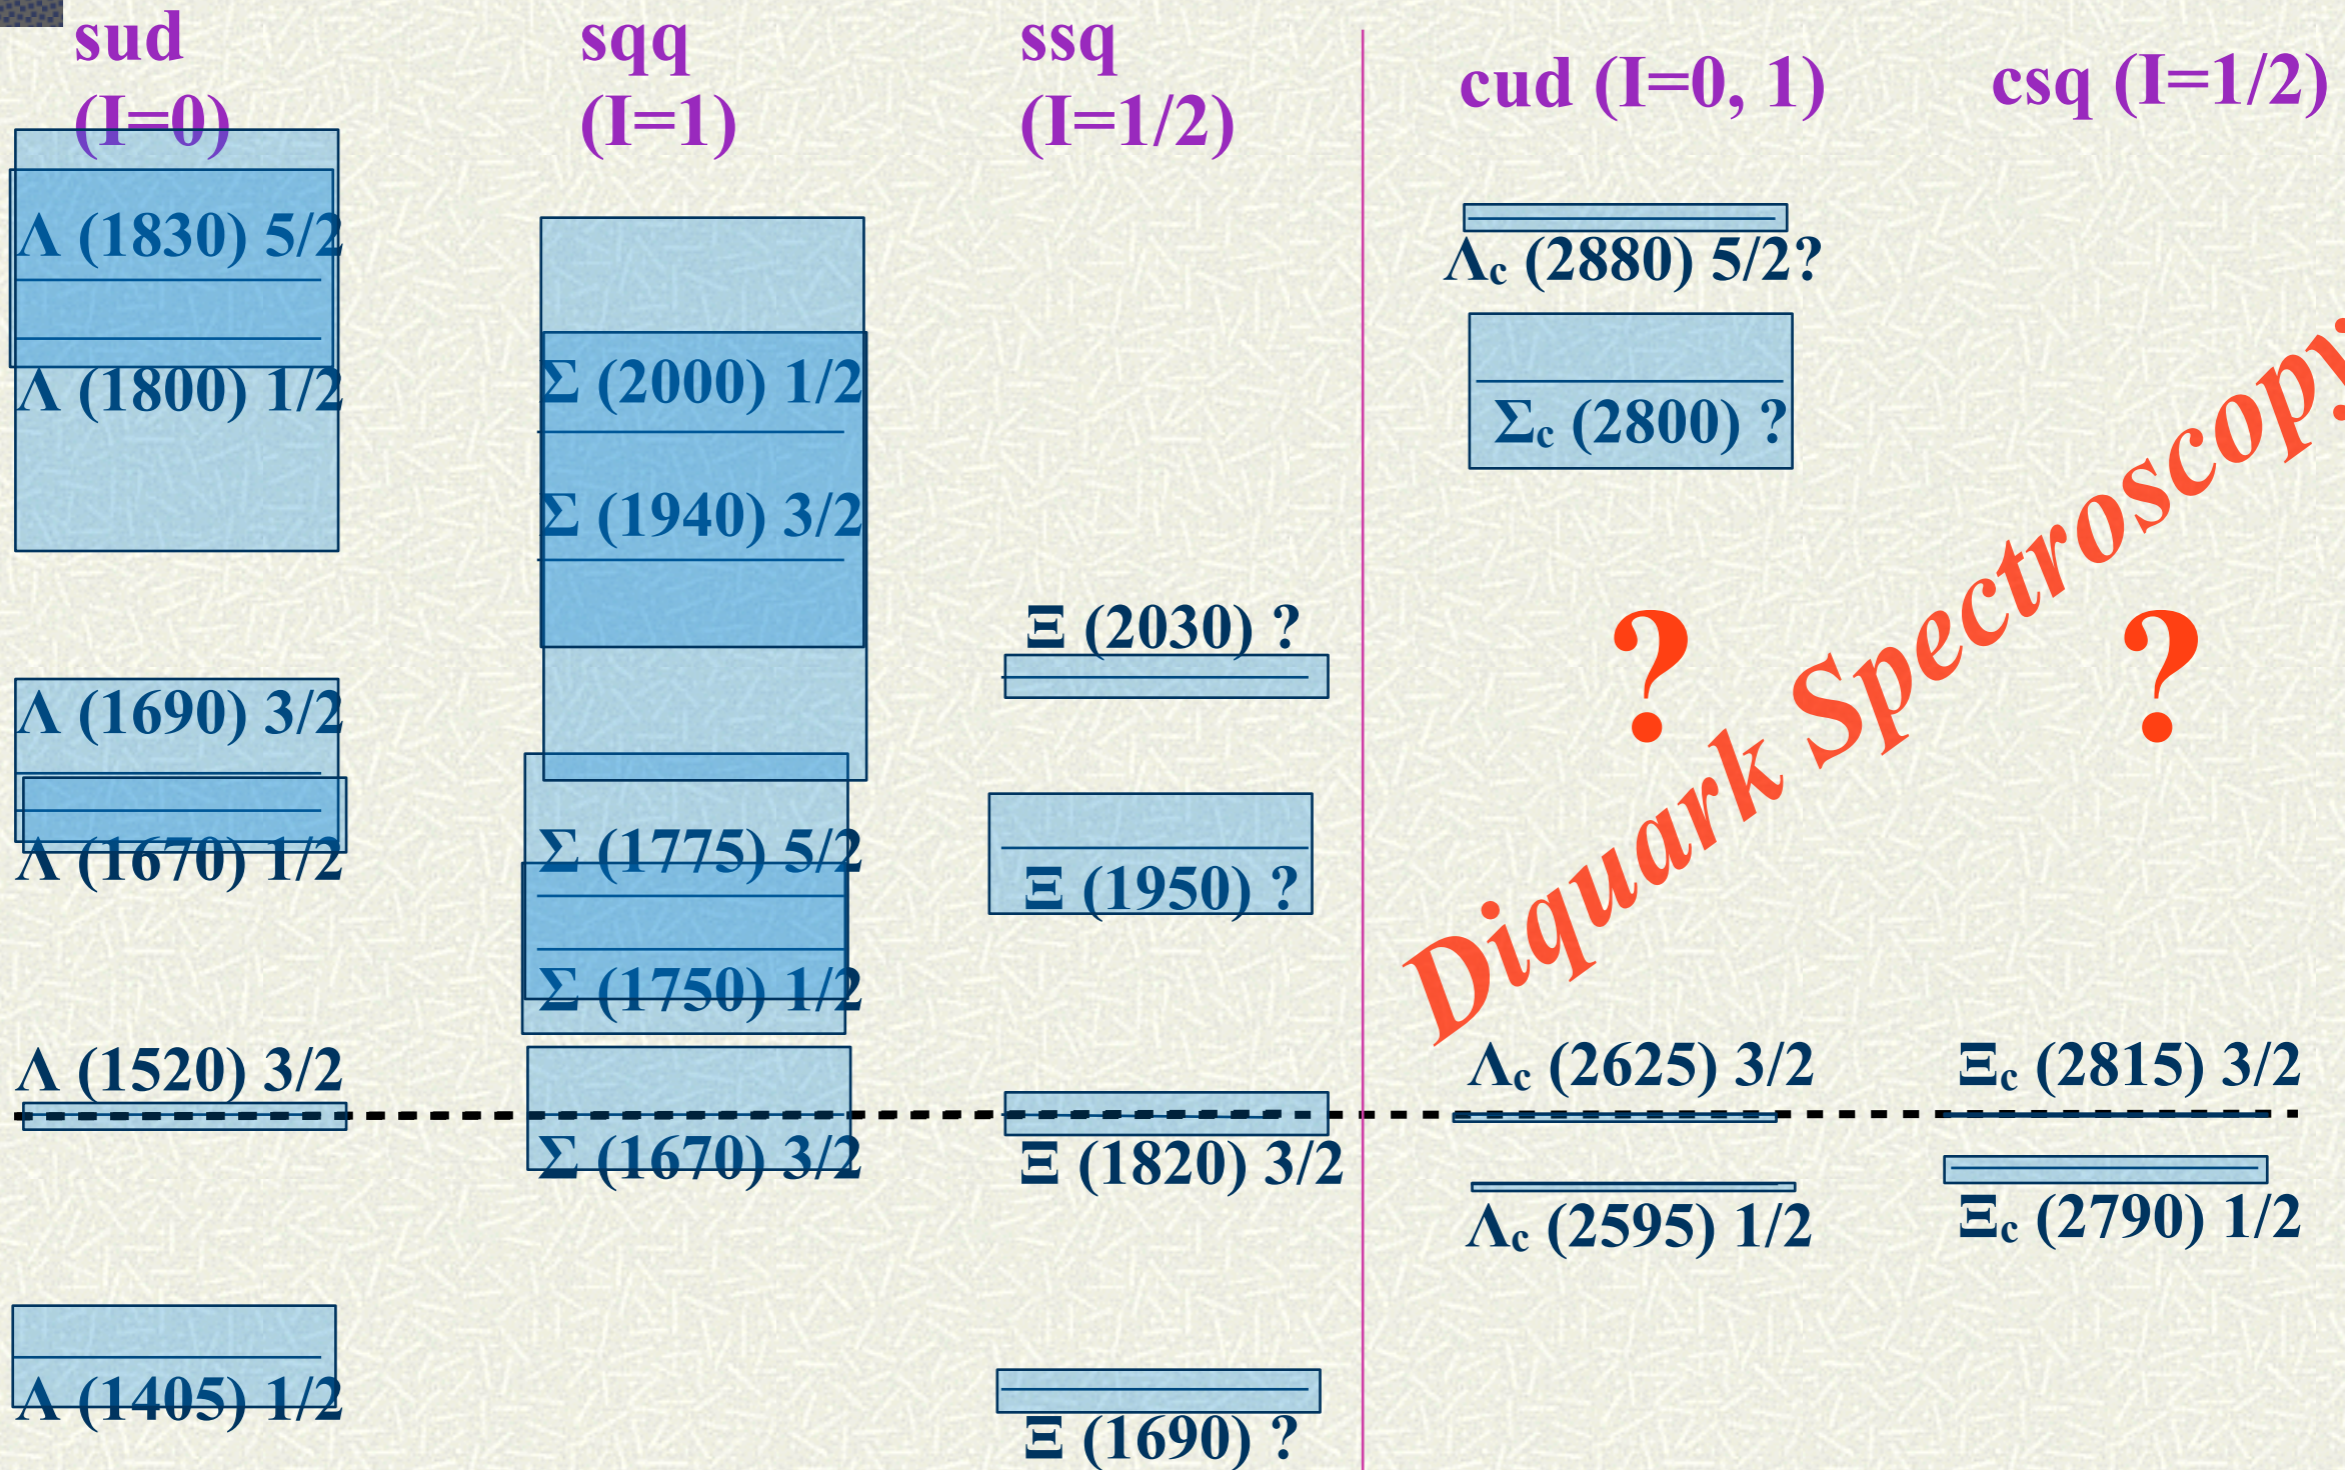 sud
(I=0)
Λ (1830) 5/2
Λ (1800) 1/2
Λ (1690) 3/2
Λ (1670) 1/2
Λ (1520) 3/2
Λ (1405) 1/2
sqq
(I=1)
Σ (2000) 1/2
Σ (1940) 3/2
Σ (1775) 5/2
Σ (1750) 1/2
Σ (1670) 3/2
ssq
(I=1/2)
Ξ (2030) ?
Ξ (1950) ?
Ξ (1820) 3/2
Ξ (1690) ?
cud (I=0, 1)
Λc (2880) 5/2?
Σc (2800) ?
?
Λc (2625) 3/2
Λc (2595) 1/2
csq (I=1/2)
?
Ξc (2815) 3/2
Ξc (2790) 1/2
Diquark Spectroscopy